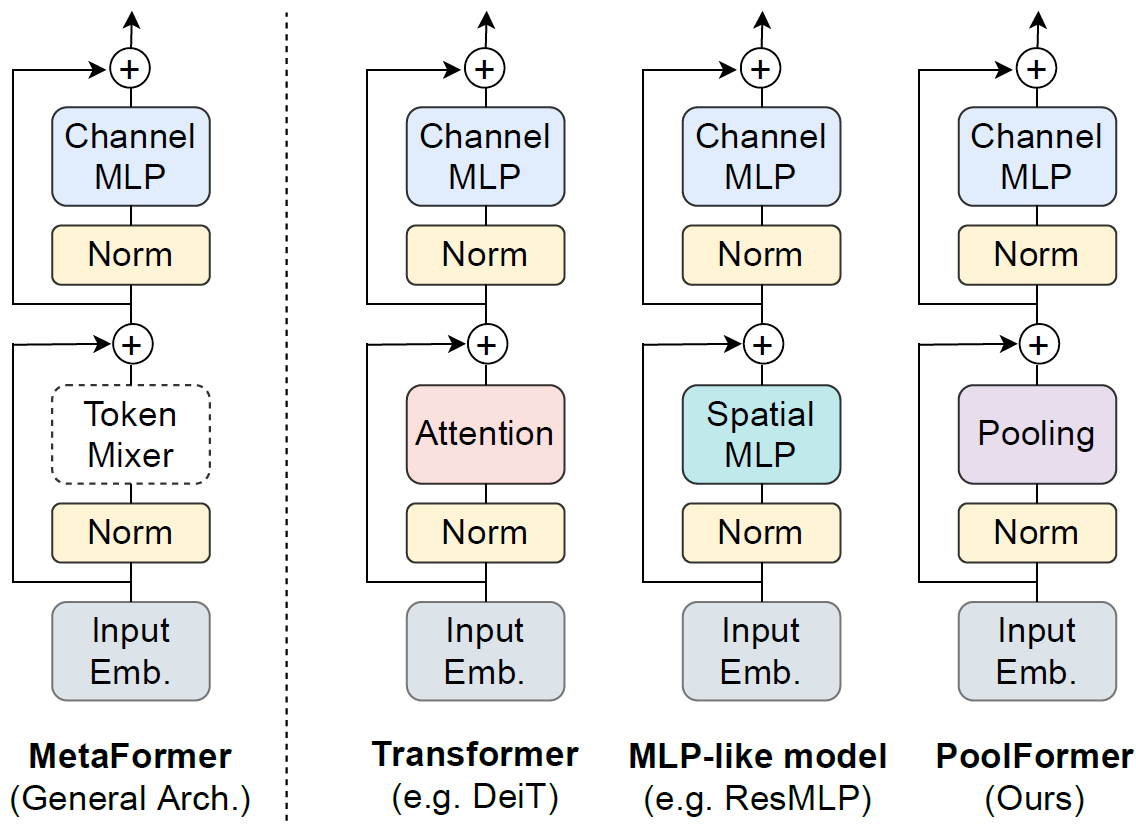 +
Channel
MLP
Norm
+
Token
Mixer
Norm
Input
Emb.
MetaFormer
(General Arch.)
+
Channel
MLP
Norm
+
Attention
Norm
Input
Emb.
Transformer
(e.g. DeiT)
+
Channel
MLP
Norm
+
Spatial
MLP
Norm
Input
Emb.
MLP-like model
(e.g. ResMLP)
+
Channel
MLP
Norm
+
Pooling
Norm
Input
Emb.
PoolFormer
(Ours)